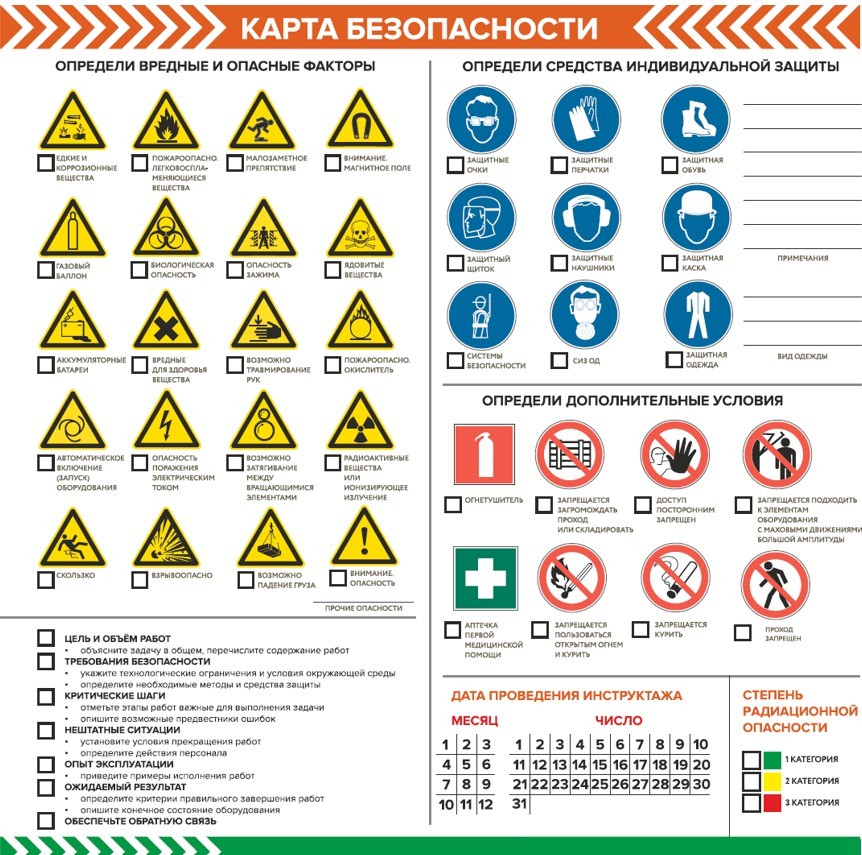 КАРТА БЕЗОПАСНОСТИ
ОПРЕДЕЛИ ВРЕДНЫЕ И ОПАСНЫЕ ФАКТОРЫ
ЕДКИЕ И
КОРРОЗИОННЫЕ
ВЕЩЕСТВА
ПОЖАРООПАСНО.
ЛЕГКОВОСПЛА-
МЕНЯЮЩИЕСЯ
ВЕЩЕСТВА
МАЛОЗАМЕТНОЕ
ПРЕПЯТСТВИЕ
ВНИМАНИЕ.
МАГНИТНОЕ ПОЛЕ
ГАЗОВЫЙ
БАЛЛОН
БИОЛОГИЧЕСКАЯ
ОПАСНОСТЬ
ОПАСНОСТЬ
ЗАЖИМА
ЯДОВИТЫЕ
ВЕЩЕСТВА
АККУМУЛЯТОРНЫЕ
БАТАРЕИ
ВРЕДНЫЕ
ДЛЯ ЗДОРОВЬЯ
ВЕЩЕСТВА
ВОЗМОЖНО
ТРАВМИРОВАНИЕ
РУК
ПОЖАРООПАСНО.
ОКИСЛИТЕЛЬ
АВТОМАТИЧЕСКОЕ
ВКЛЮЧЕНИЕ
(ЗАПУСК)
ОБОРУДОВАНИЯ
ОПАСНОСТЬ
ПОРАЖЕНИЯ
ЭЛЕКТРИЧЕСКИМ
ТОКОМ
ВОЗМОЖНО
ЗАТЯГИВАНИЕ
МЕЖДУ
ВРАЩАЮЩИМИСЯ
ЭЛЕМЕНТАМИ
РАДИОАКТИВНЫЕ
ВЕЩЕСТВА
ИЛИ
ИОНИЗИРУЮЩЕЕ
ИЗЛУЧЕНИЕ
СКОЛЬЗКО
ВЗРЫВООПАСНО
ВОЗМОЖНО
ПАДЕНИЕ ГРУЗА
ВНИМАНИЕ.
ОПАСНОСТЬ
ПРОЧИЕ ОПАСНОСТИ
ЦЕЛЬ И ОБЪЁМ РАБОТ
• объясните задачу в общем, перечислите содержание работ
ТРЕБОВАНИЯ БЕЗОПАСНОСТИ
• укажите технологические ограничения и условия окружающей среды
• определите необходимые методы и средства защиты
КРИТИЧЕСКИЕ ШАГИ
• отметьте этапы работ важные для выполнения задачи
• опишите возможные предвестники ошибок
НЕШТАТНЫЕ СИТУАЦИИ
• установите условия прекращения работ
• определите действия персонала
ОПЫТ ЭКСПЛУАТАЦИИ
• приведите примеры исполнения работ
ОЖИДАЕМЫЙ РЕЗУЛЬТАТ
• определите критерии правильного завершения работ
• опишите конечное состояние оборудования
ОБЕСПЕЧЬТЕ ОБРАТНУЮ СВЯЗЬ
ОПРЕДЕЛИ СРЕДСТВА ИНДИВИДУАЛЬНОЙ ЗАЩИТЫ
ЗАЩИТНЫЕ
ОЧКИ
ЗАЩИТНЫЕ
ПЕРЧАТКИ
ЗАЩИТНАЯ
ОБУВЬ
ЗАЩИТНЫЙ
ЩИТОК
ЗАЩИТНЫЕ
НАУШНИКИ
ЗАЩИТНАЯ
КАСКА
ПРИМЕЧАНИЯ
СИСТЕМЫ
БЕЗОПАСНОСТИ
СИЗ ОД
ЗАЩИТНАЯ
ОДЕЖДА
ВИД ОДЕЖДЫ
ОПРЕДЕЛИ ДОПОЛНИТЕЛЬНЫЕ УСЛОВИЯ
ОГНЕТУШИТЕЛЬ
ЗАПРЕЩАЕТСЯ
ЗАГРОМОЖДАТЬ
ПРОХОД
ИЛИ СКЛАДИРОВАТЬ
ДОСТУП
ПОСТОРОННИМ
ЗАПРЕЩЕН
ЗАПРЕЩАЕТСЯ ПОДХОДИТЬ
К ЭЛЕМЕНТАМ
ОБОРУДОВАНИЯ
С МАХОВЫМИ ДВИЖЕНИЯМИ
БОЛЬШОЙ АМПЛИТУДЫ
АПТЕЧКА
ПЕРВОЙ
МЕДИЦИНСКОЙ
ПОМОЩИ
ЗАПРЕЩАЕТСЯ
ПОЛЬЗОВАТЬСЯ
ОТКРЫТЫМ ОГНЕМ
И КУРИТЬ
ЗАПРЕЩАЕТСЯ
КУРИТЬ
ПРОХОД
ЗАПРЕЩЕН
ДАТА ПРОВЕДЕНИЯ ИНСТРУКТАЖА
МЕСЯЦ
1 2 3
4 5 6
7 8 9
10 11 12
ЧИСЛО
1 2 3 4 5 6 7 8 9 10
11 12 13 14 15 16 17 18 19 20
21 22 23 24 25 26 27 28 29 30
31
СТЕПЕНЬ
РАДИАЦИОННОЙ
ОПАСНОСТИ
1 КАТЕГОРИЯ
2 КАТЕГОРИЯ
3 КАТЕГОРИЯ